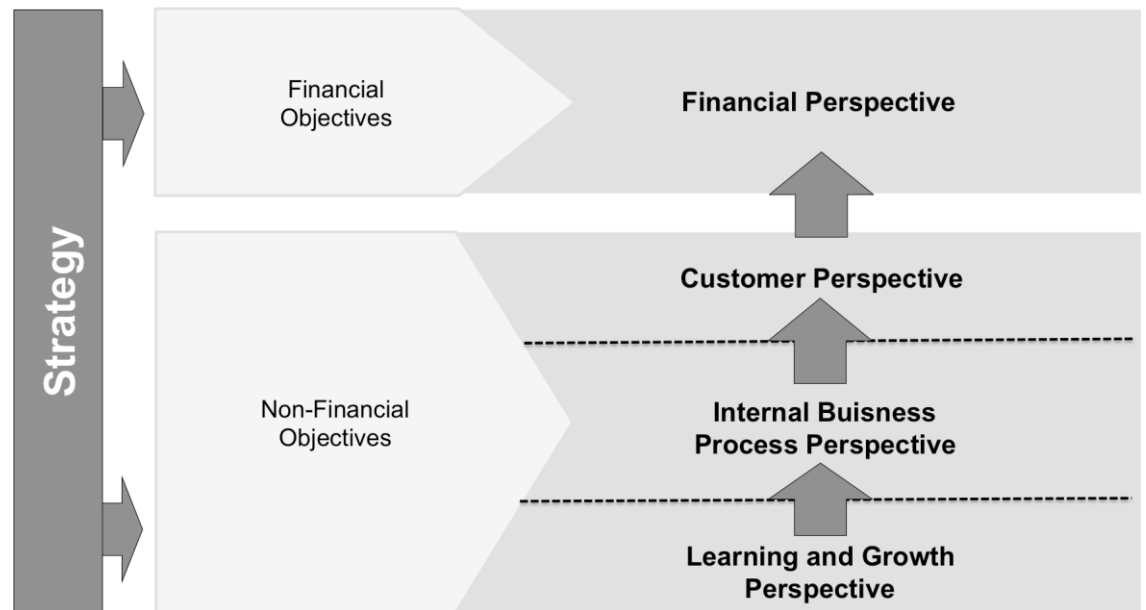 Strategy
Financial
Objectives
Financial Perspective
Non-Financial
Objectives
Customer Perspective
Internal Buisness
Process Perspective
Learning and Growth
Perspective